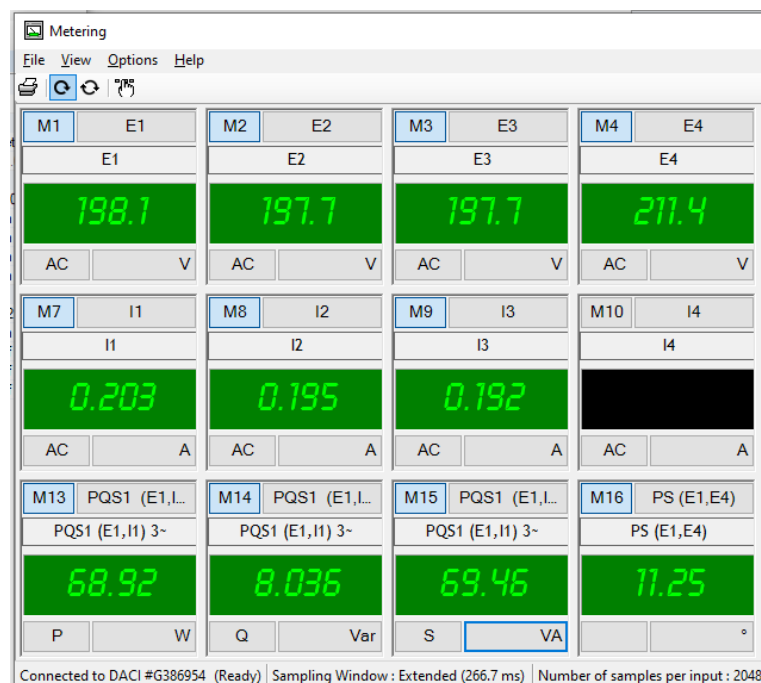 Metering
File View Options Help
M1 E1 M2 E2 M3 E3 M4 E4
E1 E2 E3 E4
198.1 197.7 197.7 211.4
AC V AC V AC V AC V
M7 I1 M8 I2 M9 I3 M10 I4
I1 I2 I3 I4
0.203 0.195 0.192
AC A AC A AC A AC A
M13 PQS1 (E1,I... M14 PQS1 (E1,I... M15 PQS1 (E1,I... M16 PS (E1,E4)
PQS1 (E1,I1) 3~ PQS1 (E1,I1) 3~ PQS1 (E1,I1) 3~ PS (E1,E4)
68.92 8.036 69.46 11.25
P W Q Var S VA °
Connected to DACI #G386954 (Ready) Sampling Window : Extended (266.7 ms) Number of samples per input : 2048